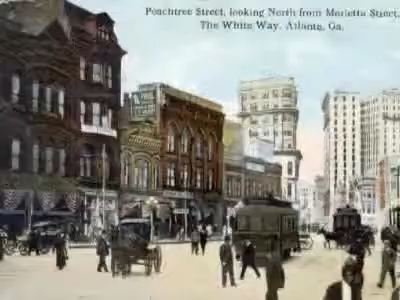 Peachtree Street, looking North from Marietta Street,
The White Way, Atlanta, Ga.